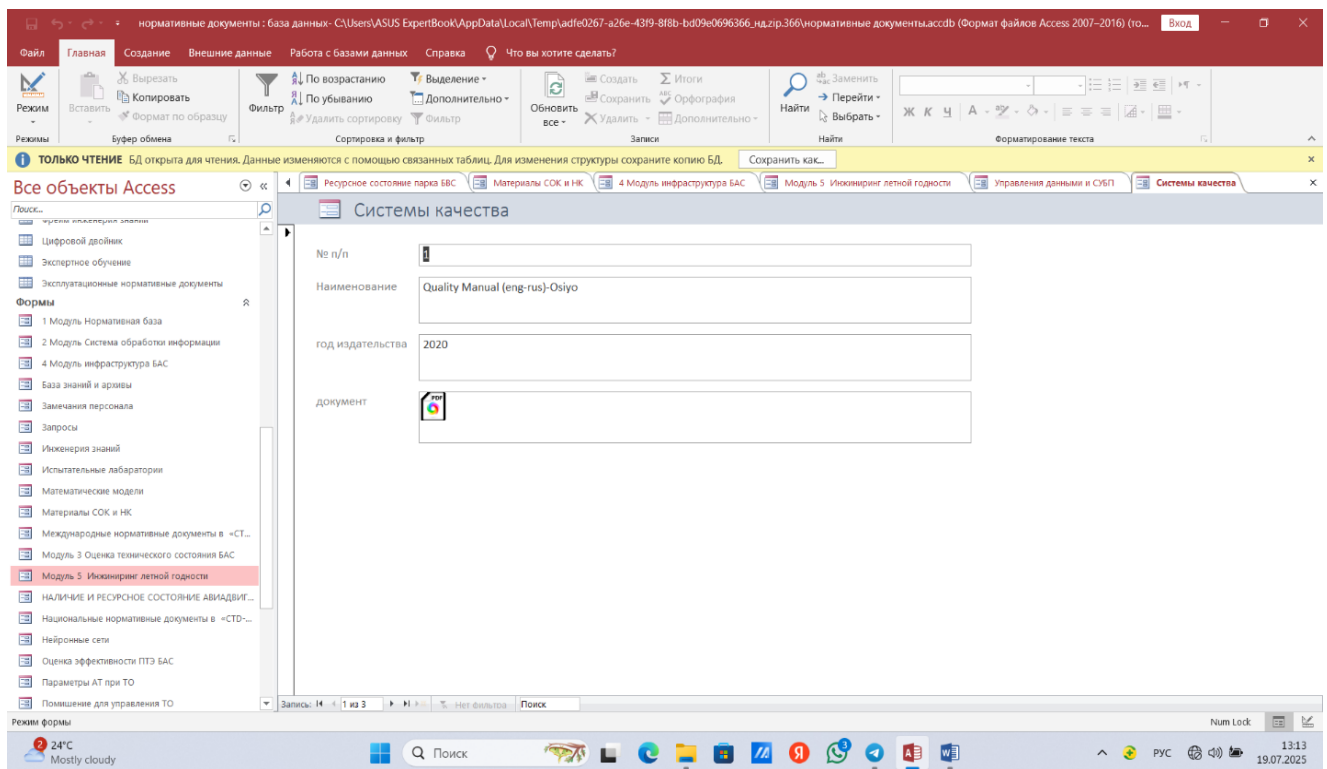 нормативные документы : база данных- C:\Users\ASUS ExpertBook\AppData\Local\Temp\adfe0267-a26e-43f9-8f8b-bd09e0696366_нд.zip.366\нормативные документы.accdb (Формат файлов Access 2007–2016) (то... Вход
Файл Главная Создание Внешние данные Работа с базами данных Справка Что вы хотите сделать?
Режим
Вставить
Вырезать
Копировать
Формат по образцу
Фильтр
По возрастанию
По убыванию
Удалить сортировку
Выделение
Дополнительно
Фильтр
Обновить все
Создать
Сохранить
Удалить
Итоги
Орфография
Дополнительно
Найти
Заменить
Перейти
Выбрать
Ж К Ч А
Режимы Буфер обмена Сортировка и фильтр Записи Найти Форматирование текста
ТОЛЬКО ЧТЕНИЕ БД открыта для чтения. Данные изменяются с помощью связанных таблиц. Для изменения структуры сохраните копию БД. Сохранить как...
Все объекты Access
Поиск...
Фрейм инженерия знаний
Цифровой двойник
Экспертное обучение
Эксплуатационные нормативные документы
Формы
1 Модуль Нормативная база
2 Модуль Система обработки информации
4 Модуль инфраструктура БАС
База знаний и архивы
Замечания персонала
Запросы
Инженерия знаний
Испытательные лабаратории
Математические модели
Материалы СОК и НК
Международные нормативные документы в «СТ...
Модуль 3 Оценка технического состояния БАС
Модуль 5 Инжиниринг летной годности
НАЛИЧИЕ И РЕСУРСНОЕ СОСТОЯНИЕ АВИАДВИГ...
Национальные нормативные документы в «CTD-...
Нейронные сети
Оценка эффективности ПТЭ БАС
Параметры АТ при ТО
Помишение для управления ТО
Ресурсное состояние парка БВС Материалы СОК и НК 4 Модуль инфраструктура БАС Модуль 5 Инжиниринг летной годности Управления данными и СУБП Системы качества
Системы качества
№ п/п 1
Наименование Quality Manual (eng-rus)-Osiyo
год издательства 2020
документ PDF
Запись: 1 из 3 Нет фильтра Поиск
Режим формы Num Lock
2 24°C
Mostly cloudy
Поиск
3
РУС
13:13
19.07.2025